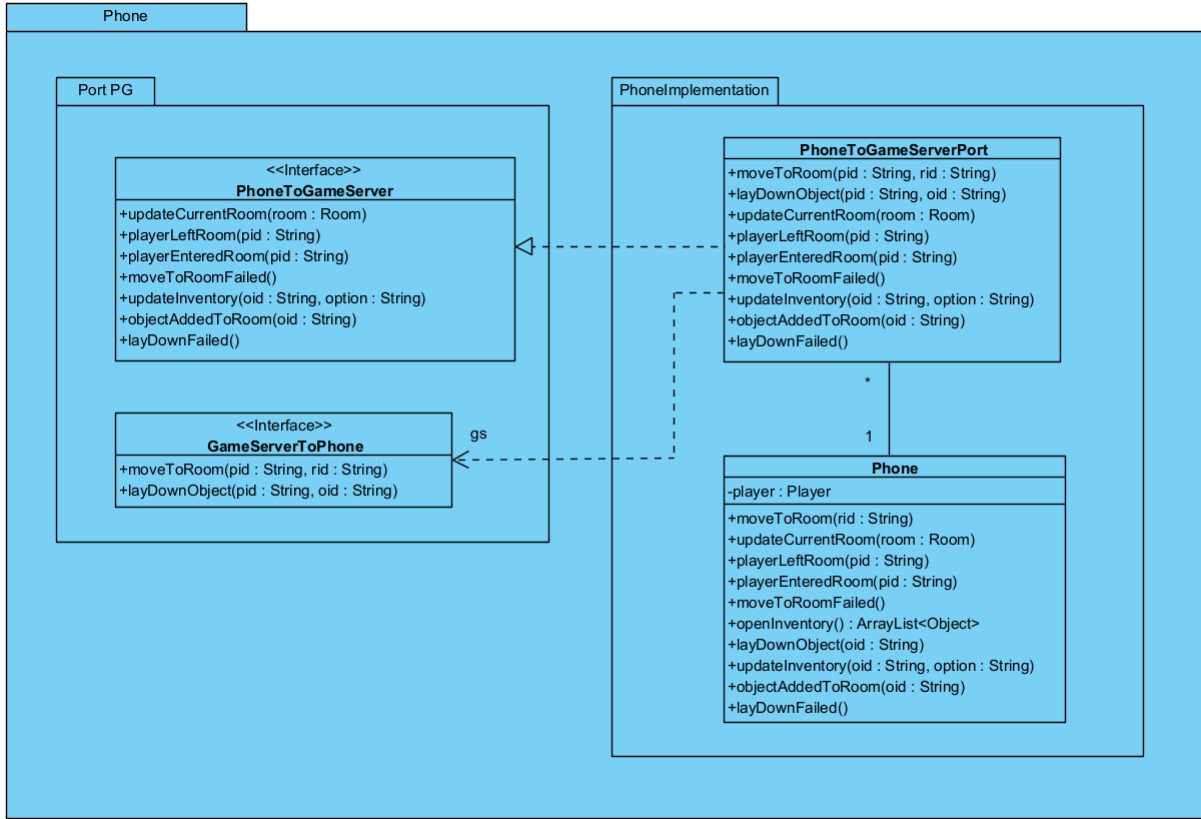 Phone
Port PG
<<Interface>>
PhoneToGameServer
+updateCurrentRoom(room : Room)
+playerLeftRoom(pid : String)
+playerEnteredRoom(pid : String)
+moveToRoomFailed()
+updateInventory(oid : String, option : String)
+objectAddedToRoom(oid : String)
+layDownFailed()
<<Interface>>
GameServerToPhone
+moveToRoom(pid : String, rid : String)
+layDownObject(pid : String, oid : String)
gs
PhoneImplementation
PhoneToGameServerPort
+moveToRoom(pid : String, rid : String)
+layDownObject(pid : String, oid : String)
+updateCurrentRoom(room : Room)
+playerLeftRoom(pid : String)
+playerEnteredRoom(pid : String)
+moveToRoomFailed()
+updateInventory(oid : String, option : String)
+objectAddedToRoom(oid : String)
+layDownFailed()
*
1
Phone
-player : Player
+moveToRoom(rid : String)
+updateCurrentRoom(room : Room)
+playerLeftRoom(pid : String)
+playerEnteredRoom(pid : String)
+moveToRoomFailed()
+openInventory() : ArrayList<Object>
+layDownObject(oid : String)
+updateInventory(oid : String, option : String)
+objectAddedToRoom(oid : String)
+layDownFailed()